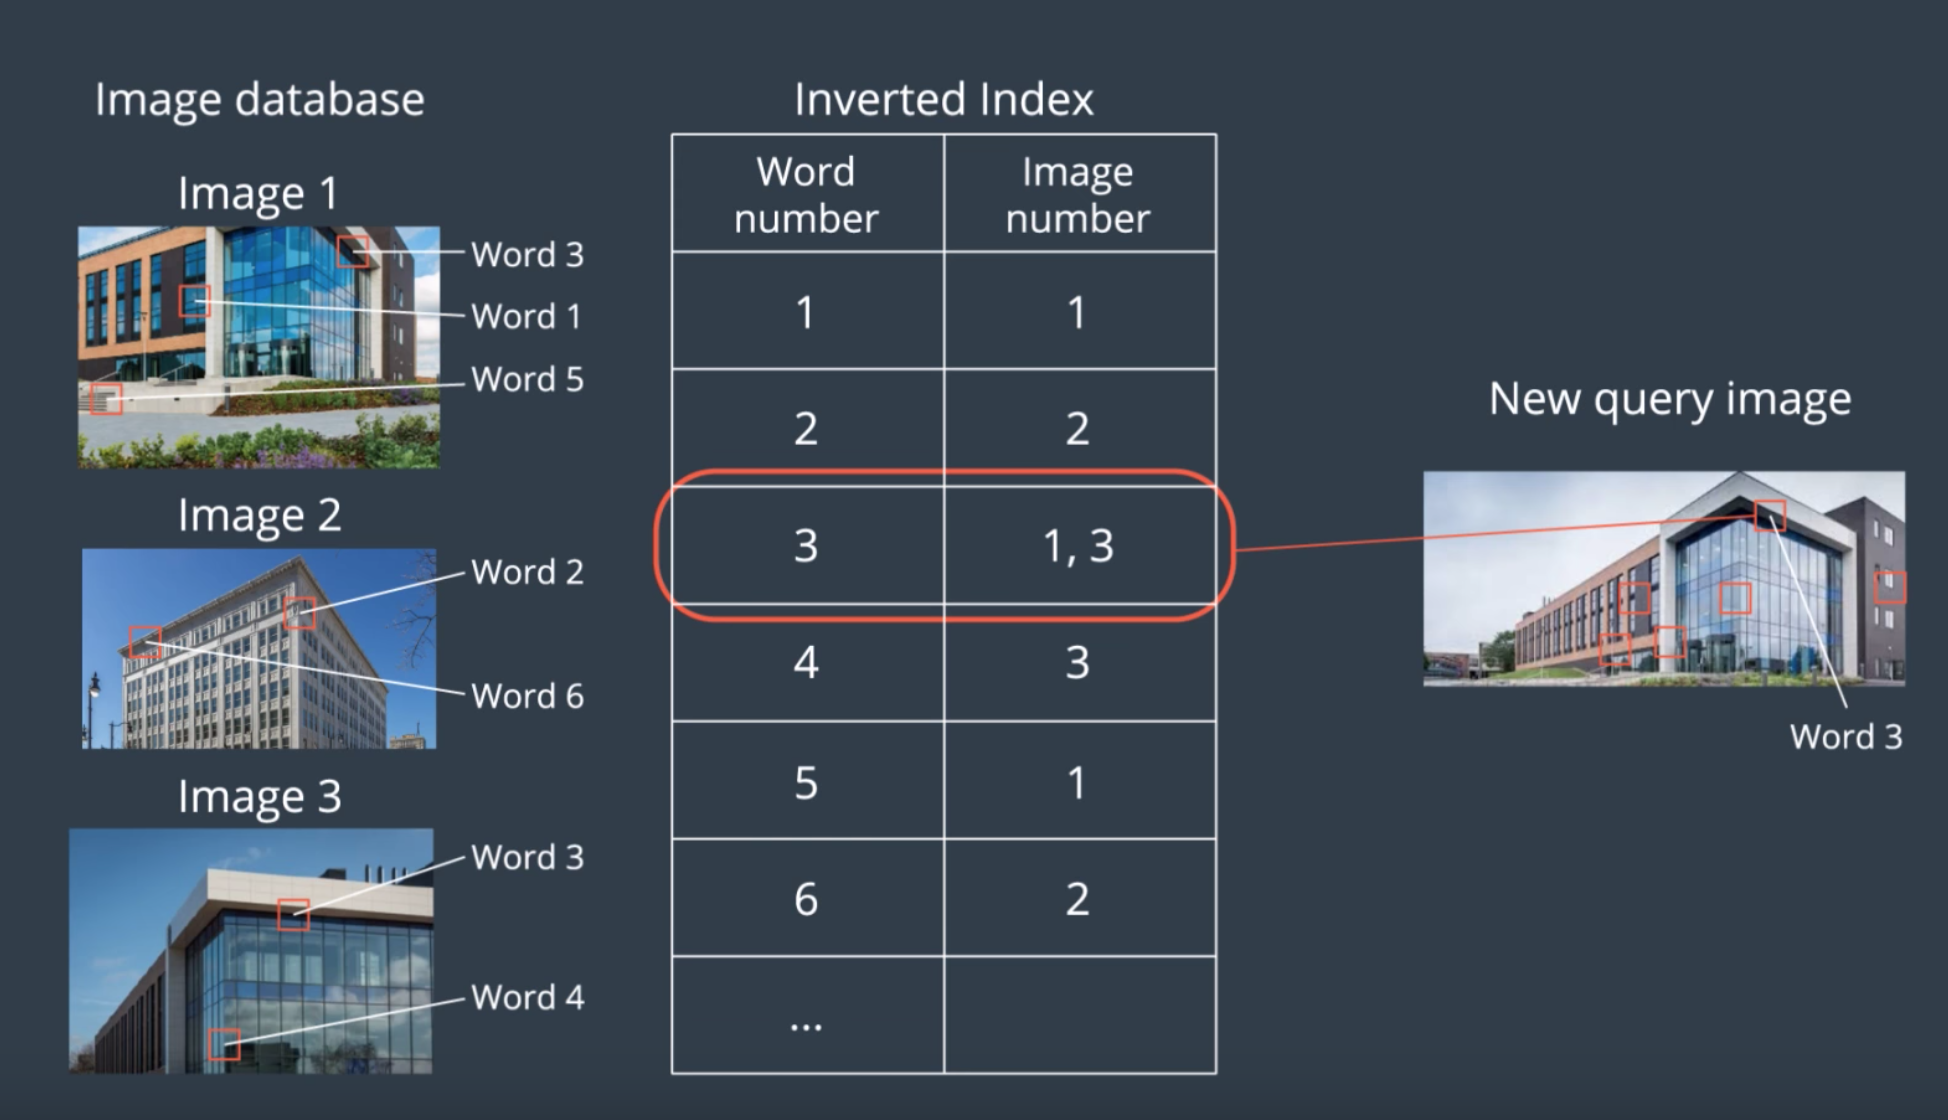 Image database
Image 1
Word 3
Word 1
Word 5
Image 2
Word 2
Word 6
Image 3
Word 3
Word 4
Inverted Index
Word number
Image number
1 1
2 2
3 1, 3
4 3
5 1
6 2
...
New query image
Word 3